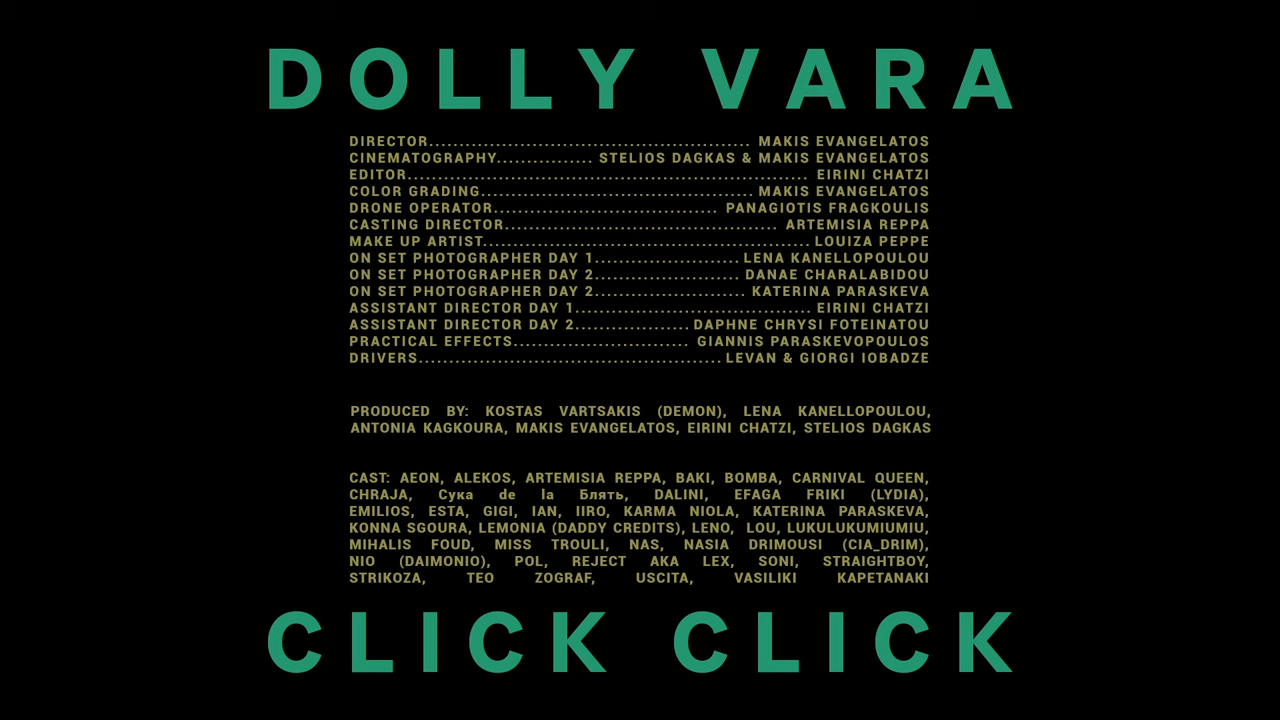 DOLLY VARA
DIRECTOR................................................... MAKIS EVANGELATOS
CINEMATOGRAPHY............... STELIOS DAGKAS & MAKIS EVANGELATOS
EDITOR............................................................... EIRINI CHATZI
COLOR GRADING........................................... MAKIS EVANGELATOS
DRONE OPERATOR................................... PANAGIOTIS FRAGKOULIS
CASTING DIRECTOR........................................... ARTEMISIA REPPA
MAKE UP ARTIST................................................... LOUIZA PEPPE
ON SET PHOTOGRAPHER DAY 1....................... LENA KANELLOPOULOU
ON SET PHOTOGRAPHER DAY 2....................... DANAE CHARALABIDOU
ON SET PHOTOGRAPHER DAY 2........................ KATERINA PARASKEVA
ASSISTANT DIRECTOR DAY 1..................................... EIRINI CHATZI
ASSISTANT DIRECTOR DAY 2.................. DAPHNE CHRYSI FOTEINATOU
PRACTICAL EFFECTS........................... GIANNIS PARASKEVOPOULOS
DRIVERS............................................... LEVAN & GIORGI IOBADZE
PRODUCED BY: KOSTAS VARTSAKIS (DEMON), LENA KANELLOPOULOU,
ANTONIA KAGKOURA, MAKIS EVANGELATOS, EIRINI CHATZI, STELIOS DAGKAS
CAST: AEON, ALEKOS, ARTEMISIA REPPA, BAKI, BOMBA, CARNIVAL QUEEN,
CHRAJA, Сука de la Блять, DALINI, EFAGA FRIKI (LYDIA),
EMILIOS, ESTA, GIGI, IAN, IIRO, KARMA NIOLA, KATERINA PARASKEVA,
KONNA SGOURA, LEMONIA (DADDY CREDITS), LENO, LOU, LUKULUKUMIUMIU,
MIHALIS FOUD, MISS TROULI, NAS, NASIA DRIMOUSI (CIA_DRIM),
NIO (DAIMONIO), POL, REJECT AKA LEX, SONI, STRAIGHTBOY,
STRIKOZA, TEO ZOGRAF, USCITA, VASILIKI KAPETANAKI
CLICK CLICK